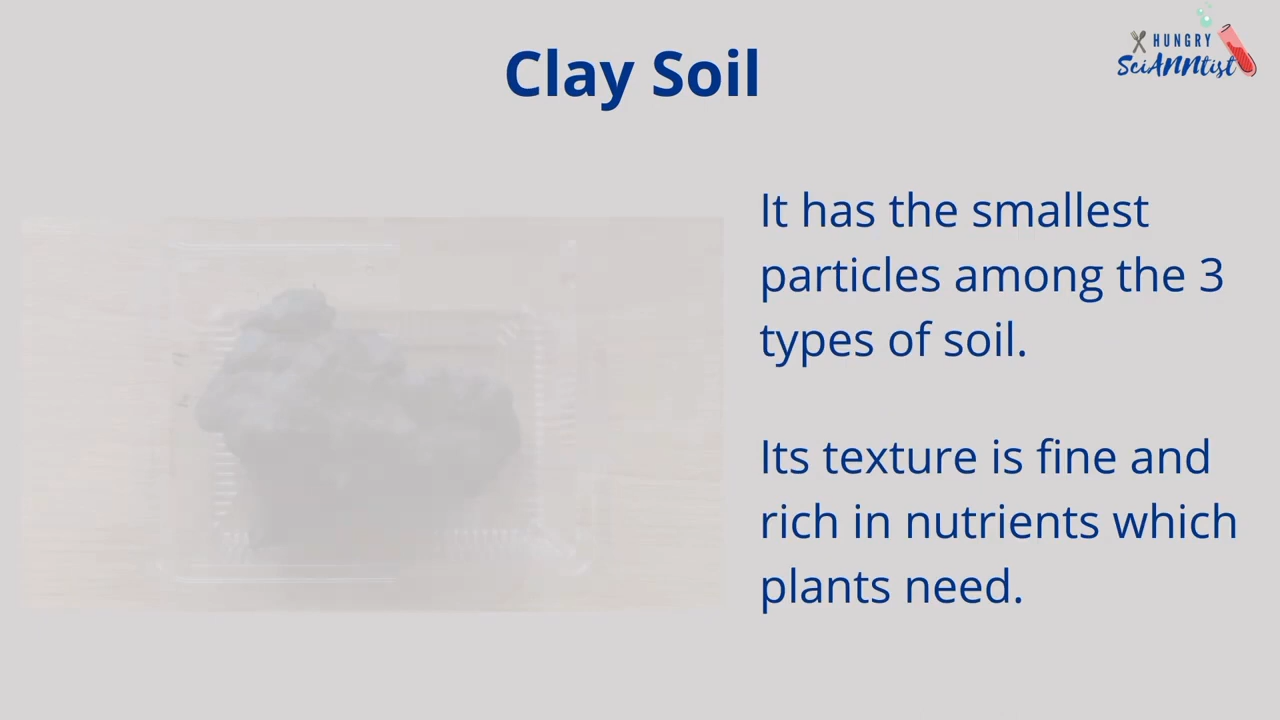 HUNGRY
SciANNtist
Clay Soil
It has the smallest
particles among the 3
types of soil.
Its texture is fine and
rich in nutrients which
plants need.